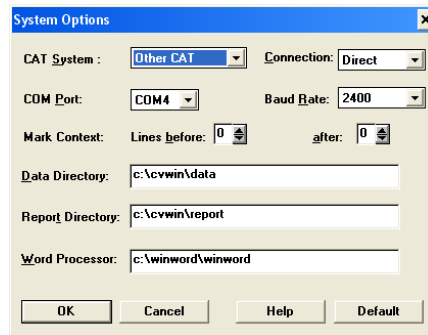 System Options
CAT System : Other CAT Connection: Direct
COM Port: COM4 Baud Rate: 2400
Mark Context: Lines before: 0 after: 0
Data Directory: c:\cvwin\data
Report Directory: c:\cvwin\report
Word Processor: c:\winword\winword
OK Cancel Help Default